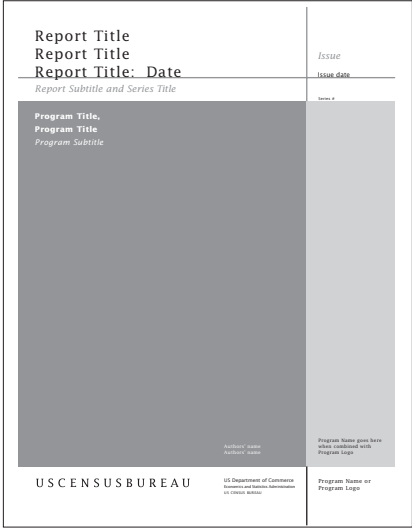 Report Title
Report Title
Report Title: Date
Report Subtitle and Series Title
Issue
Issue date
Series #
Program Title,
Program Title
Program Subtitle
Authors' name
Authors' name
Program Name goes here
when combined with
Program Logo
USCENSUSBUREAU
US Department of Commerce
Economics and Statistics Administration
US CENSUS BUREAU
Program Name or
Program Logo